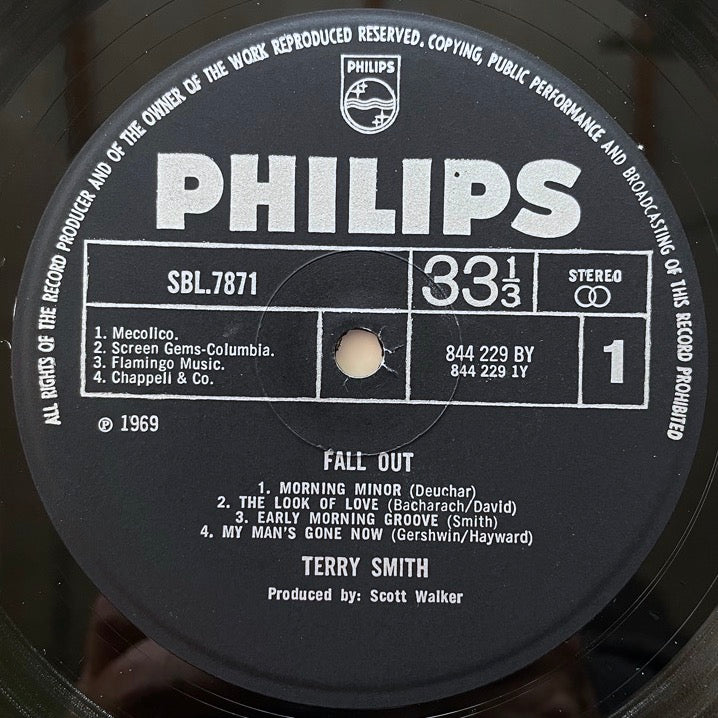 ALL RIGHTS OF THE RECORD PRODUCER AND OF THE OWNER OF THE WORK REPRODUCED RESERVED. COPYING, PUBLIC PERFORMANCE AND BROADCASTING OF THIS RECORD PROHIBITED
PHILIPS
PHILIPS
SBL.7871
33⅓
STEREO
1. Mecolico.
2. Screen Gems-Columbia.
3. Flamingo Music.
4. Chappell & Co.
844 229 BY
844 229 1Y
1
℗ 1969
FALL OUT
1. MORNING MINOR (Deuchar)
2. THE LOOK OF LOVE (Bacharach/David)
3. EARLY MORNING GROOVE (Smith)
4. MY MAN'S GONE NOW (Gershwin/Hayward)
TERRY SMITH
Produced by: Scott Walker